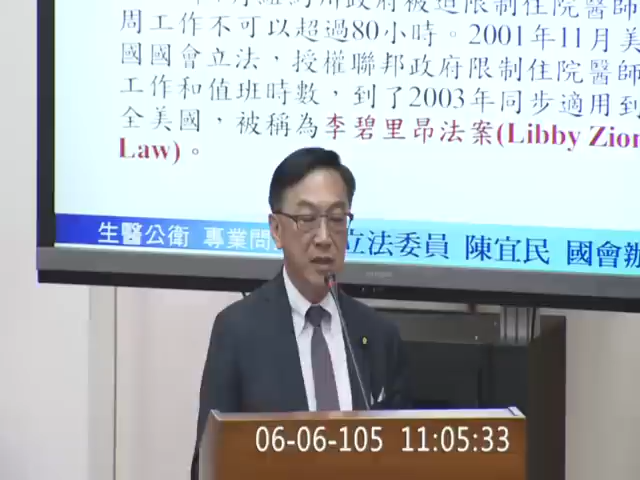 周工作不可以超過80小時。2001年11月美
國國會立法，授權聯邦政府限制住院醫師
工作和值班時數，到了2003年同步適用到
全美國，被稱為李碧里昂法案(Libby Zion
Law)。
生醫公衛 專業問 立法委員 陳宜民 國會辦
06-06-105 11:05:33